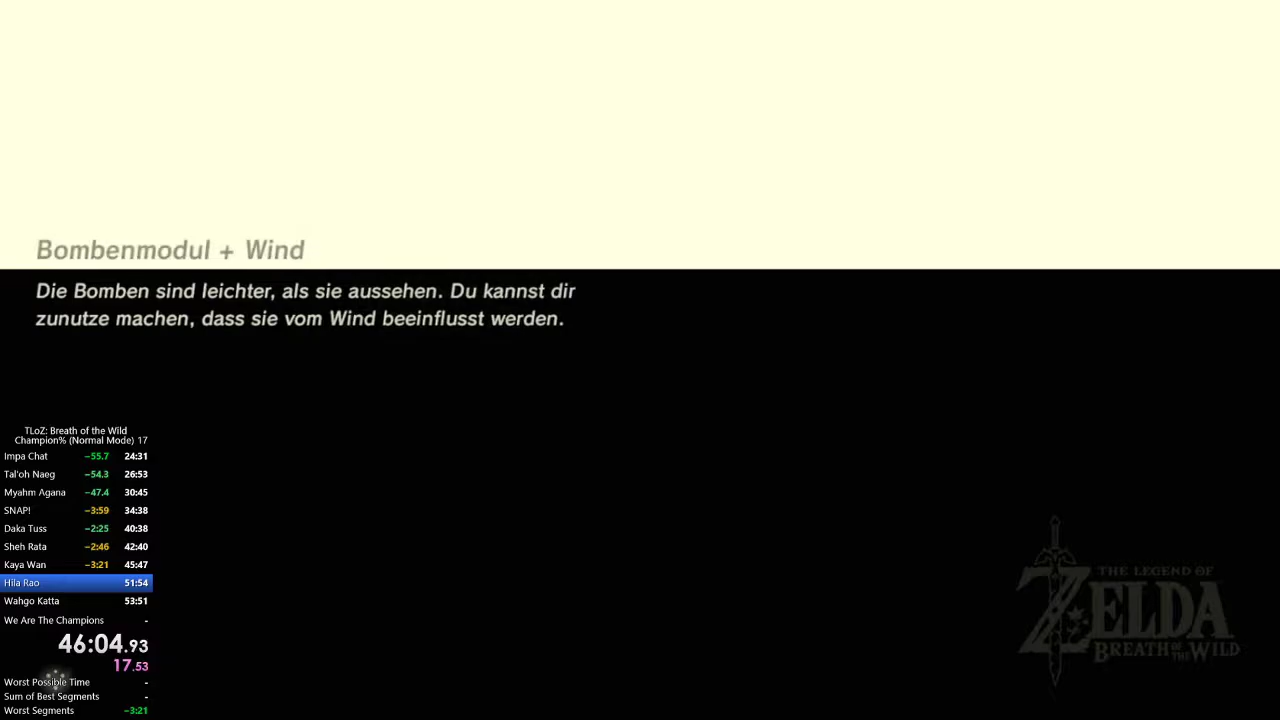 Bombenmodul + Wind
Die Bomben sind leichter, als sie aussehen. Du kannst dir
zunutze machen, dass sie vom Wind beeinflusst werden.
TLoZ: Breath of the Wild
Champion% (Normal Mode) 17
Impa Chat −55.7 24:31
Tal'oh Naeg −54.3 26:53
Myahm Agana −47.4 30:45
SNAP! −3:59 34:38
Daka Tuss −2:25 40:38
Sheh Rata −2:46 42:40
Kaya Wan −3:21 45:47
Hila Rao 51:54
Wahgo Katta 53:51
We Are The Champions -
46:04.93
17.53
Worst Possible Time -
Sum of Best Segments -
Worst Segments −3:21
THE LEGEND OF
ZELDA
BREATH OF THE WILD